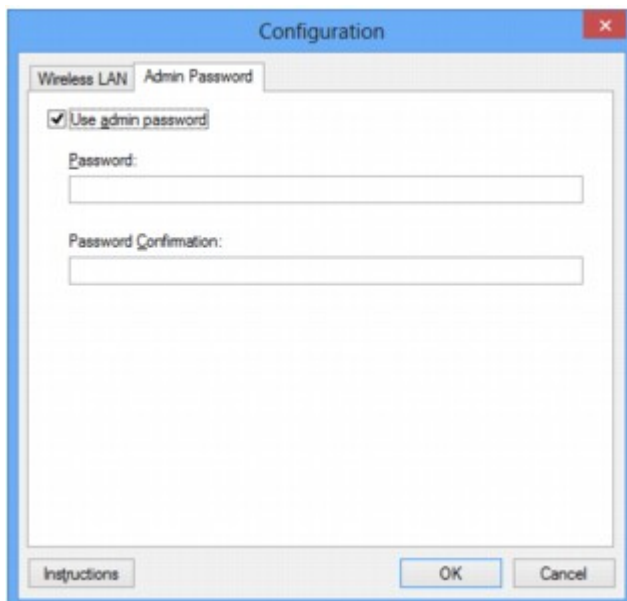 Configuration
Wireless LAN Admin Password
Use admin password
Password:
Password Confirmation:
Instructions OK Cancel